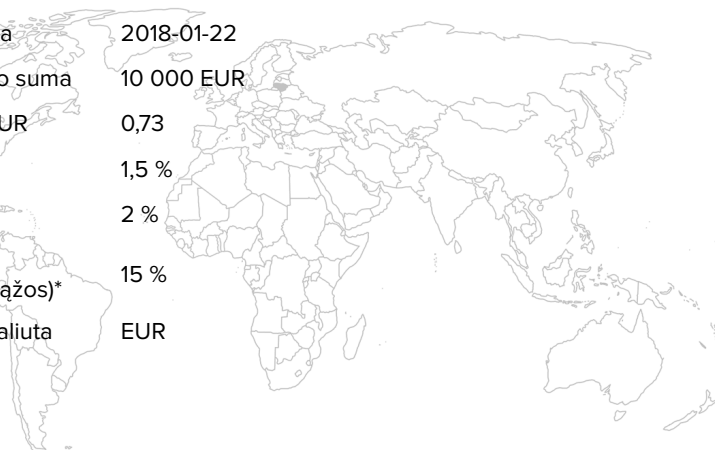 a 2018-01-22
o suma 10 000 EUR
UR 0,73
1,5 %
2 %
15 %
ąžos)*
aliuta EUR